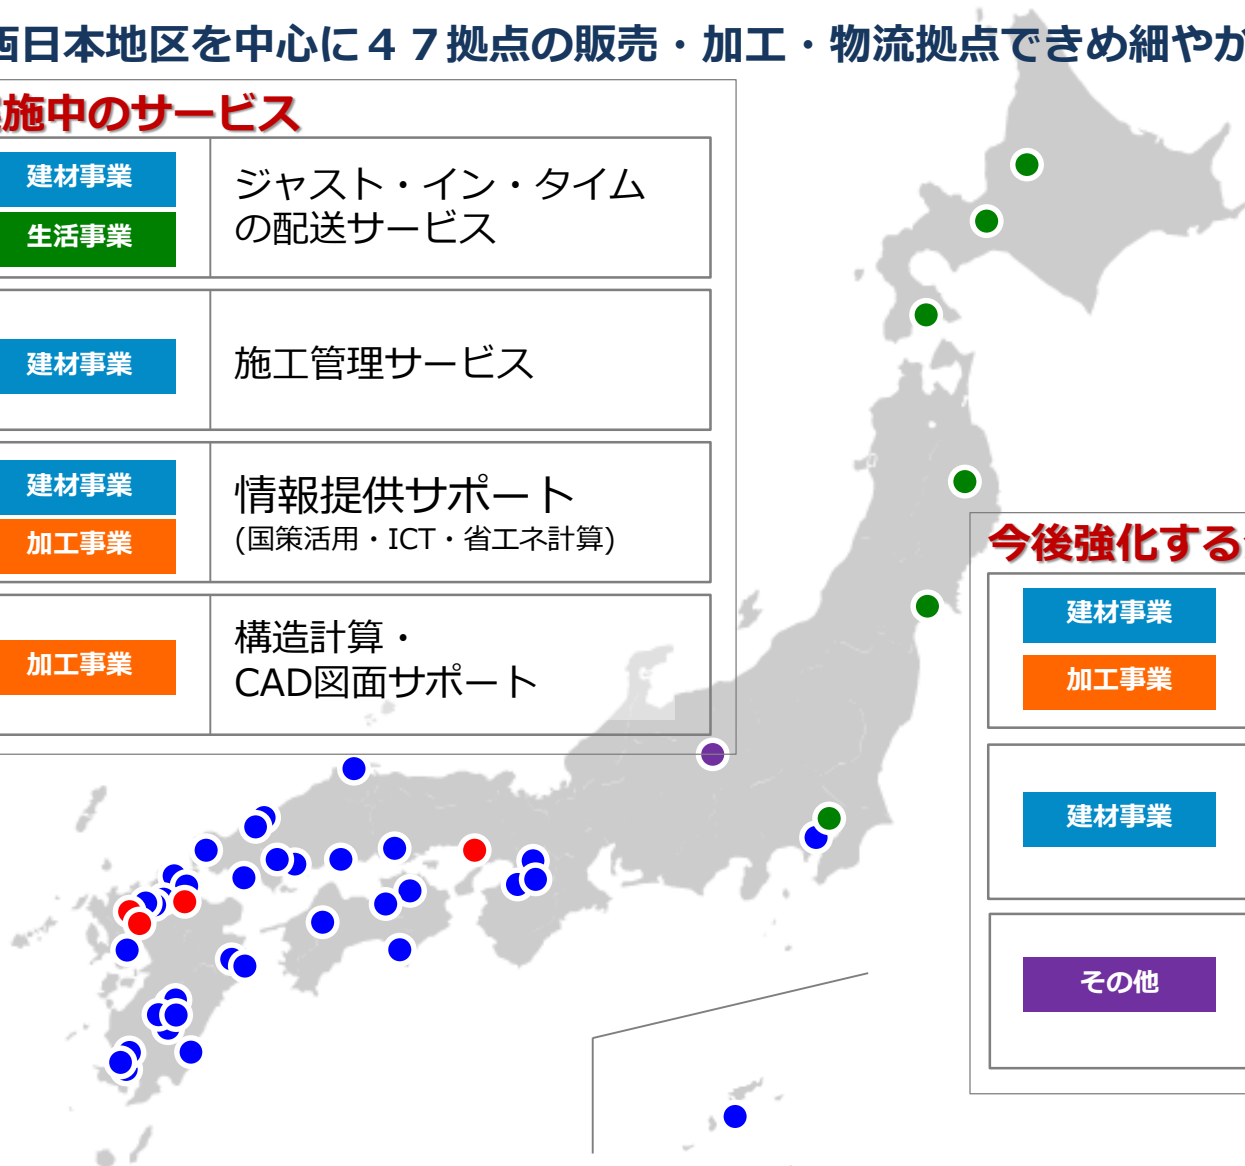 西日本地区を中心に４７拠点の販売・加工・物流拠点できめ細やか
施中のサービス
建材事業
生活事業
ジャスト・イン・タイム
の配送サービス
建材事業
施工管理サービス
建材事業
加工事業
情報提供サポート
(国策活用・ICT・省エネ計算)
加工事業
構造計算・
CAD図面サポート
今後強化する
建材事業
加工事業
建材事業
その他